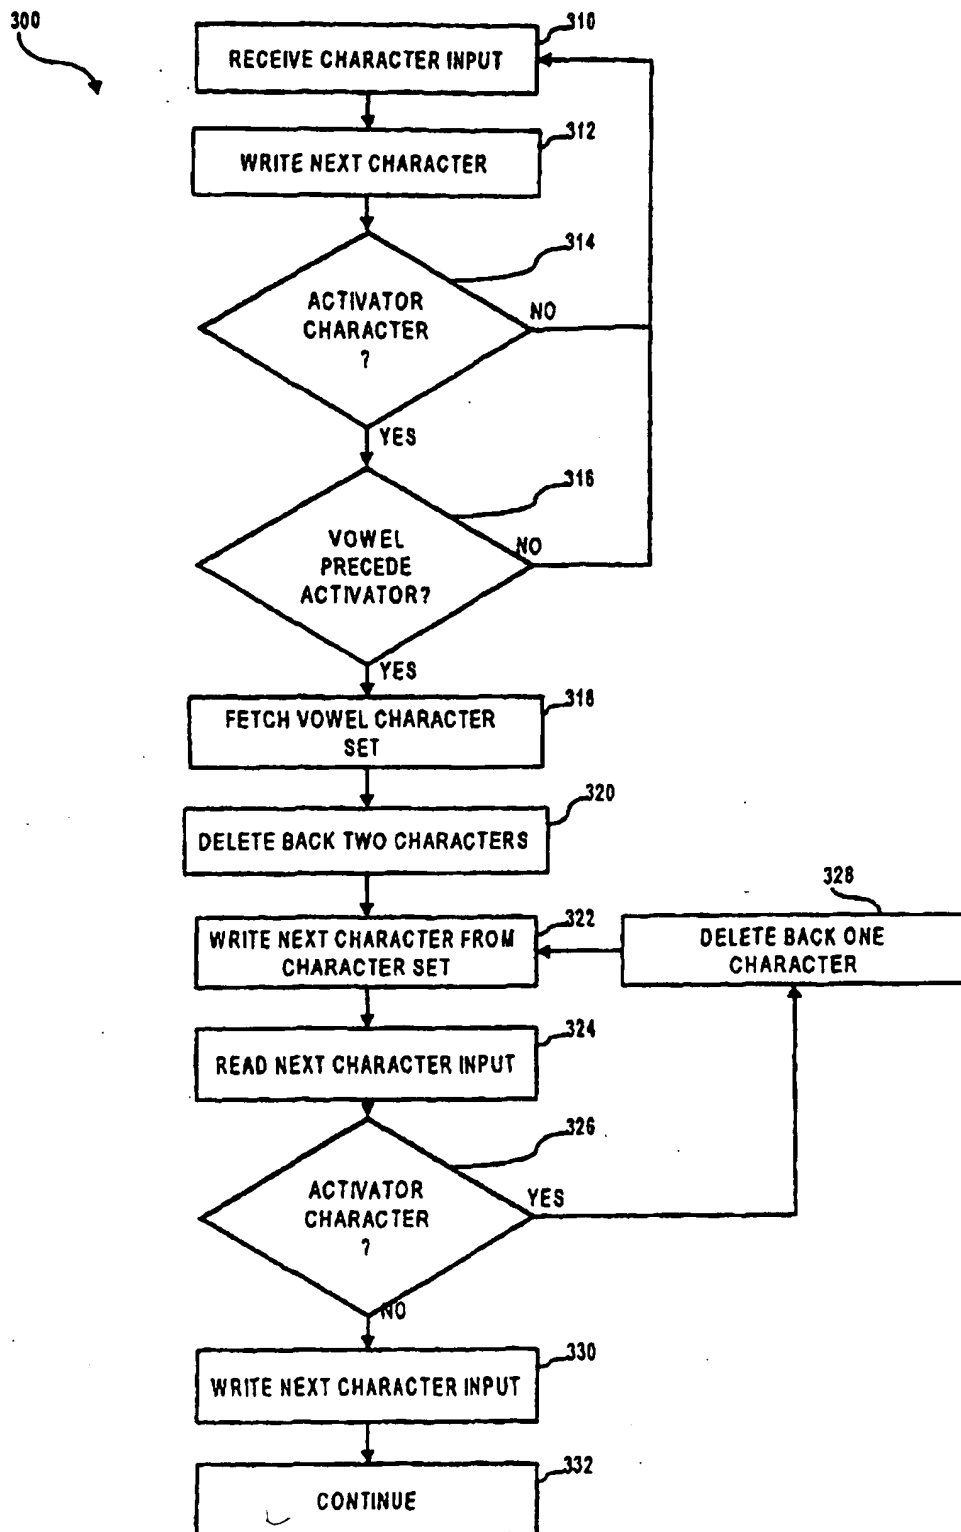 300
310
RECEIVE CHARACTER INPUT
312
WRITE NEXT CHARACTER
314
ACTIVATOR
CHARACTER
?
NO
YES
316
VOWEL
PRECEDE
ACTIVATOR?
NO
YES
318
FETCH VOWEL CHARACTER
SET
320
DELETE BACK TWO CHARACTERS
322
WRITE NEXT CHARACTER FROM
CHARACTER SET
328
DELETE BACK ONE
CHARACTER
324
READ NEXT CHARACTER INPUT
326
ACTIVATOR
CHARACTER
?
YES
NO
330
WRITE NEXT CHARACTER INPUT
332
CONTINUE